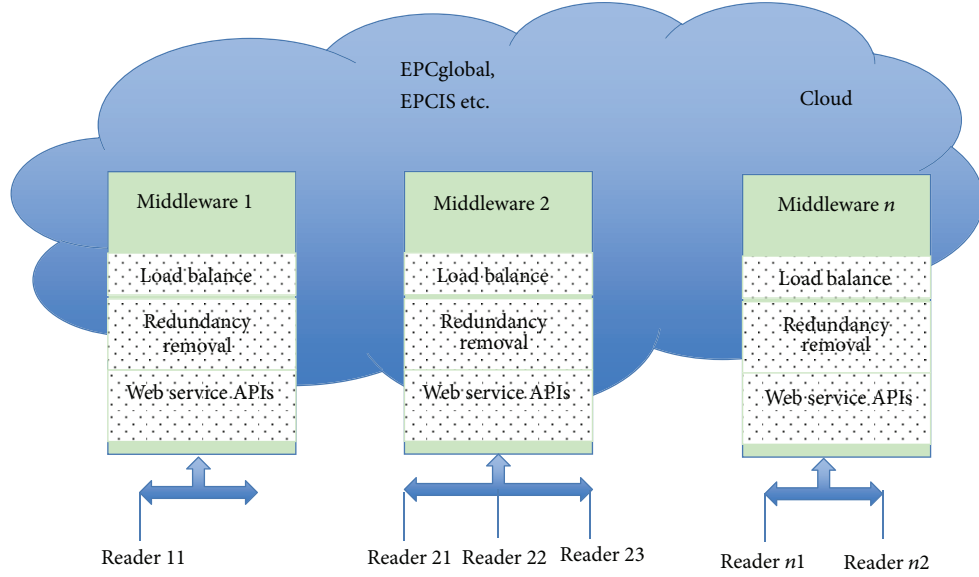 EPCglobal,
EPCIS etc.
Cloud
Middleware 1
Load balance
Redundancy
removal
Web service APIs
Middleware 2
Load balance
Redundancy
removal
Web service APIs
Middleware n
Load balance
Redundancy
removal
Web service APIs
Reader 11
Reader 21
Reader 22
Reader 23
Reader n1
Reader n2